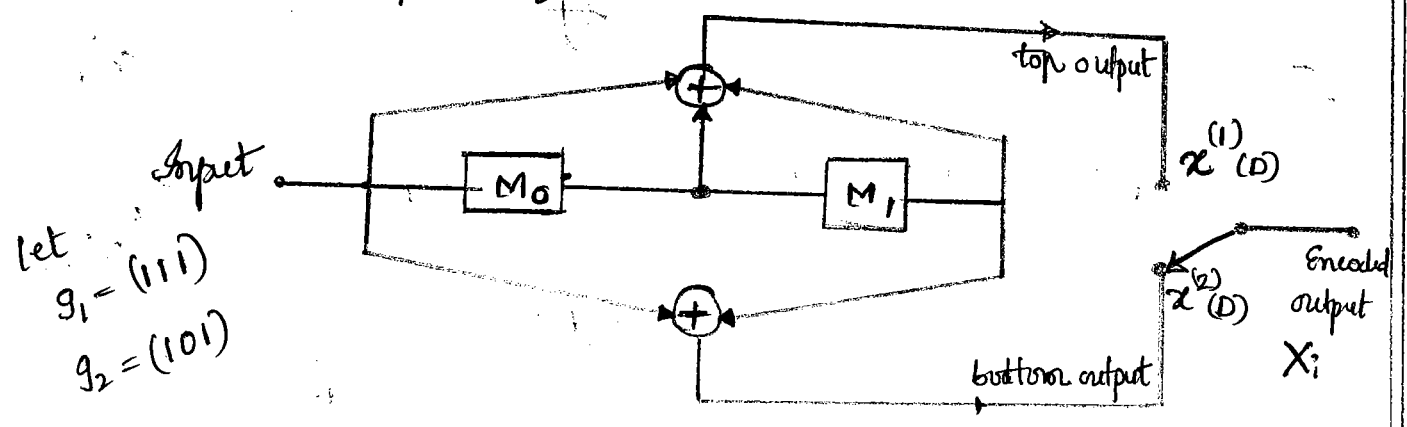 top output
+
x^(1)(D)
Input
M₀
M₁
let
g₁ = (111)
g₂ = (101)
+
x^(2)(D)
Encoded
output
Xᵢ
bottom output